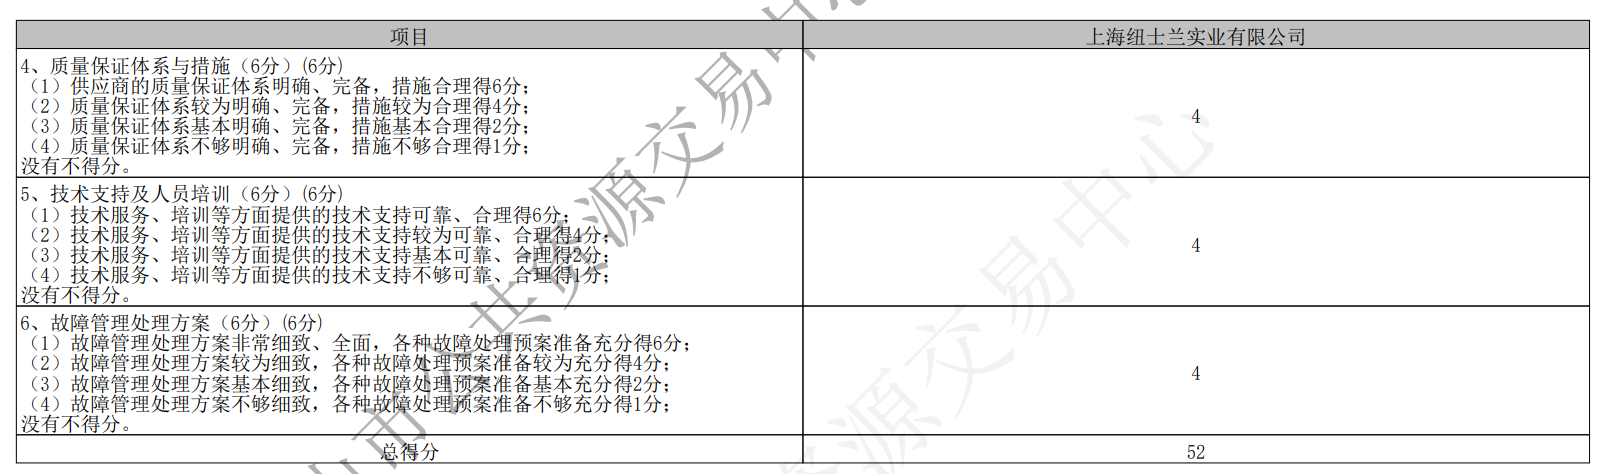 项目
上海纽士兰实业有限公司
4、质量保证体系与措施（6分）(6分)
（1）供应商的质量保证体系明确、完备，措施合理得6分；
（2）质量保证体系较为明确、完备，措施较为合理得4分；
（3）质量保证体系基本明确、完备，措施基本合理得2分；
（4）质量保证体系不够明确、完备，措施不够合理得1分；
没有不得分。
4
5、技术支持及人员培训（6分）(6分)
（1）技术服务、培训等方面提供的技术支持可靠、合理得6分；
（2）技术服务、培训等方面提供的技术支持较为可靠、合理得4分；
（3）技术服务、培训等方面提供的技术支持基本可靠、合理得2分；
（4）技术服务、培训等方面提供的技术支持不够可靠、合理得1分；
没有不得分。
4
6、故障管理处理方案（6分）(6分)
（1）故障管理处理方案非常细致、全面，各种故障处理预案准备充分得6分；
（2）故障管理处理方案较为细致，各种故障处理预案准备较为充分得4分；
（3）故障管理处理方案基本细致，各种故障处理预案准备基本充分得2分；
（4）故障管理处理方案不够细致，各种故障处理预案准备不够充分得1分；
没有不得分。
4
总得分
52
山市公共资源交易中心
资源交易中心